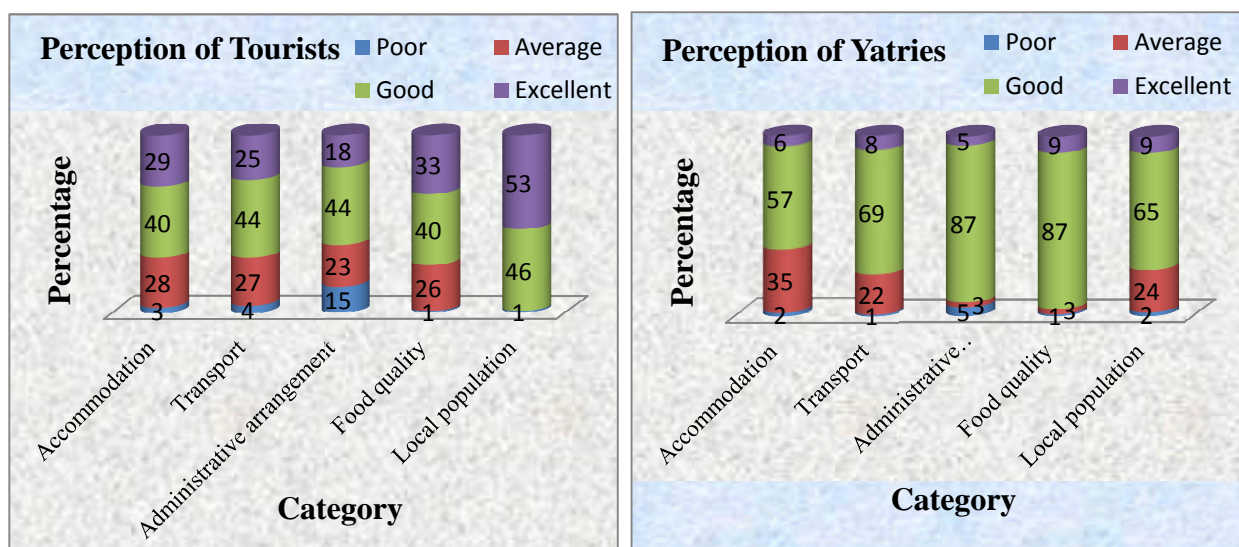 Perception of Tourists
Poor Average
Good Excellent
Percentage
29 25 18 33 53
40 44 44 40 46
28 27 23 26
3 4 15 1 1
Accommodation
Transport
Administrative arrangement
Food quality
Local population
Category
Perception of Yatries
Poor Average
Good Excellent
Percentage
6 8 5 9 9
57 69 87 87 65
35 22 3 3 24
2 1 5 1 2
Accommodation
Transport
Administrative..
Food quality
Local population
Category